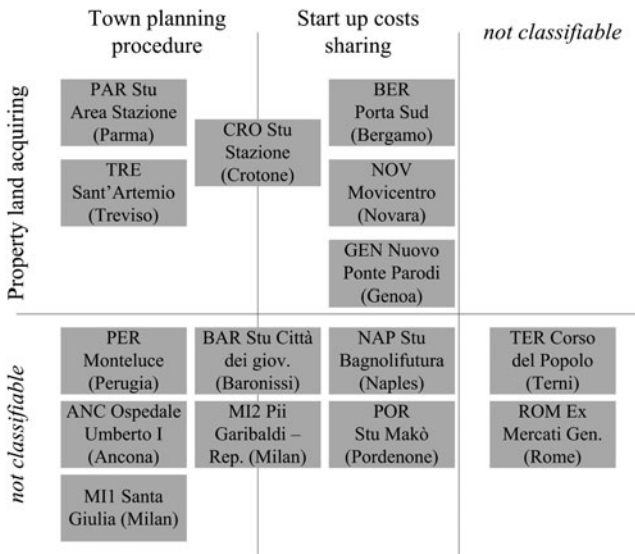 Town planning
procedure
Start up costs
sharing
not classifiable
Property land acquiring
PAR Stu
Area Stazione
(Parma)
TRE
Sant'Artemio
(Treviso)
CRO Stu
Stazione
(Crotone)
BER
Porta Sud
(Bergamo)
NOV
Movicentro
(Novara)
GEN Nuovo
Ponte Parodi
(Genoa)
not classifiable
PER
Monteluce
(Perugia)
ANC Ospedale
Umberto I
(Ancona)
MI1 Santa
Giulia (Milan)
BAR Stu Città
dei giov.
(Baronissi)
MI2 Pii
Garibaldi –
Rep. (Milan)
NAP Stu
Bagnolifutura
(Naples)
POR
Stu Makò
(Pordenone)
TER Corso
del Popolo
(Terni)
ROM Ex
Mercati Gen.
(Rome)